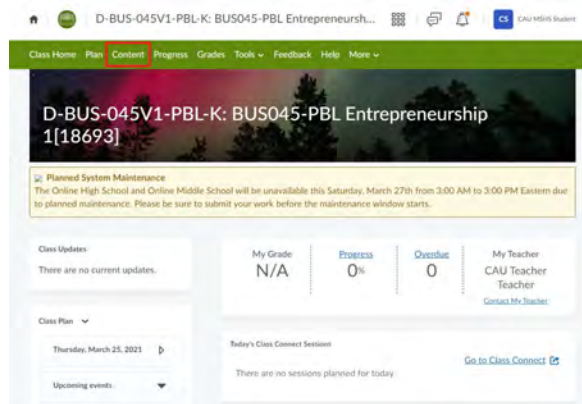 D-BUS-045V1-PBL-K: BUS045-PBL Entrepreneursh...
CS CAU MSHS Student
Class Home Plan Content Progress Grades Tools Feedback Help More
D-BUS-045V1-PBL-K: BUS045-PBL Entrepreneurship
1[18693]
Planned System Maintenance
The Online High School and Online Middle School will be unavailable this Saturday, March 27th from 3:00 AM to 3:00 PM Eastern due
to planned maintenance. Please be sure to submit your work before the maintenance window starts.
Class Updates
There are no current updates.
Class Plan
Thursday, March 25, 2021
Upcoming events
My Grade
N/A
Progress
0%
Overdue
0
My Teacher
CAU Teacher
Teacher
Contact My Teacher
Today's Class Connect Sessions
Go to Class Connect
There are no sessions planned for today